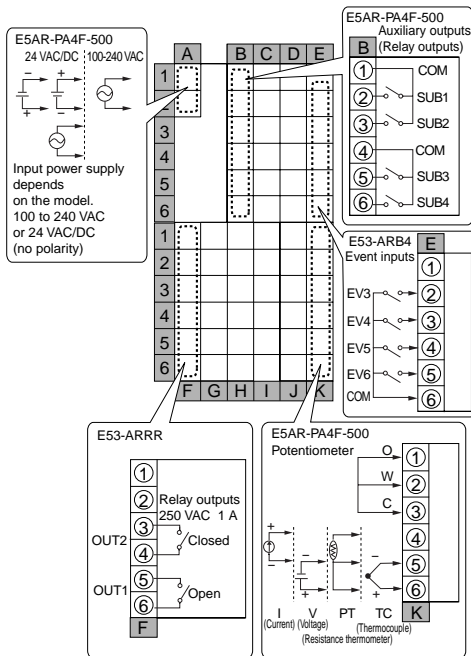 E5AR-PA4F-500
24 VAC/DC 100-240 VAC
Input power supply
depends
on the model.
100 to 240 VAC
or 24 VAC/DC
(no polarity)
A B C D E
1
2
3
4
5
6
1
2
3
4
5
6
F G H I J K
E5AR-PA4F-500
Auxiliary outputs
(Relay outputs)
B
1 COM
2 SUB1
3 SUB2
4 COM
5 SUB3
6 SUB4
E53-ARB4
Event inputs
E
1
EV3 2
EV4 3
EV5 4
EV6 5
COM 6
E53-ARRR
1
2
Relay outputs
250 VAC 1 A
3
OUT2 Closed
4
5
OUT1 Open
6
F
E5AR-PA4F-500
Potentiometer
O 1
W 2
C 3
4
5
6
K
+ − − + − +
I V PT TC
(Current) (Voltage) (Thermocouple)
(Resistance thermometer)